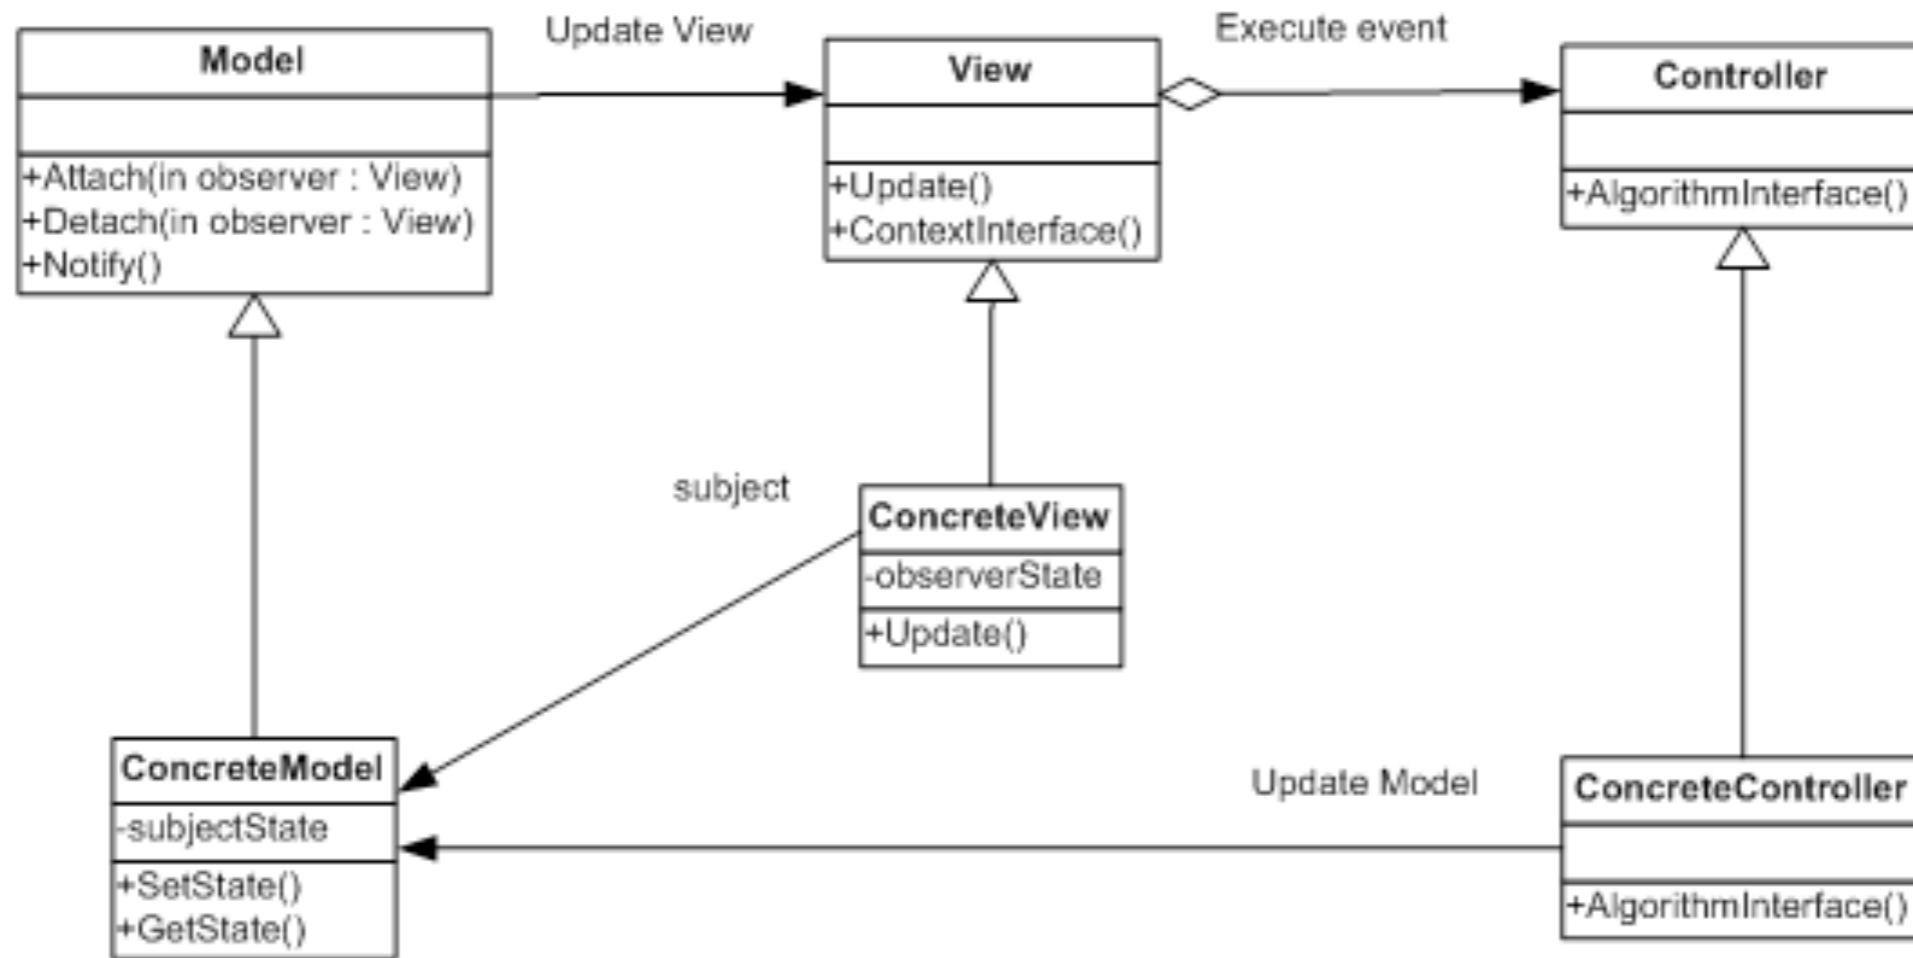 Update View
Execute event
Model
+Attach(in observer : View)
+Detach(in observer : View)
+Notify()
View
+Update()
+ContextInterface()
Controller
+AlgorithmInterface()
subject
ConcreteView
-observerState
+Update()
ConcreteModel
-subjectState
+SetState()
+GetState()
Update Model
ConcreteController
+AlgorithmInterface()